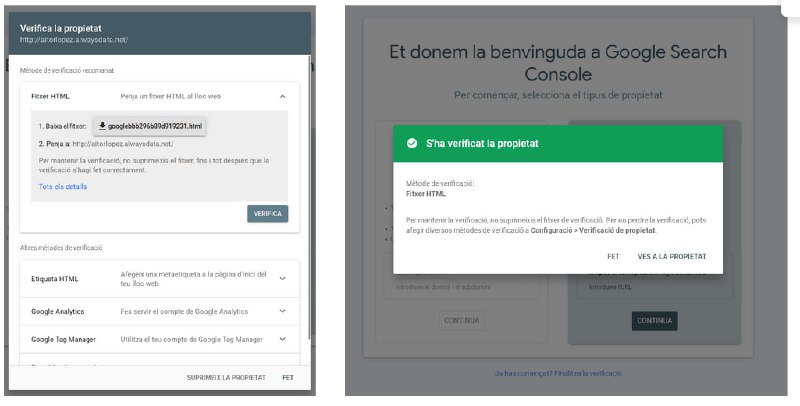 Verifica la propietat
http://aitorlopez.alwaysdata.net/
Mètode de verificació recomanat
Fitxer HTML
Penja un fitxer HTML al lloc web
1. Baixa el fitxer:
googlebbb296b89d919231.html
2. Penja a: http://aitorlopez.alwaysdata.net/
Per mantenir la verificació, no suprimeixis el fitxer, fins i tot després que la
verificació s'hagi fet correctament.
Tots els detalls
VERIFICA
Altres mètodes de verificació
Etiqueta HTML
Afegeix una metaetiqueta a la pàgina d'inici del
teu lloc web
Google Analytics
Fes servir el compte de Google Analytics
Google Tag Manager
Utilitza el teu compte de Google Tag Manager
SUPRIMEIX LA PROPIETAT
FET
Et donem la benvinguda a Google Search
Console
Per començar, selecciona el tipus de propietat
S'ha verificat la propietat
Mètode de verificació:
Fitxer HTML
Per mantenir la verificació, no suprimeixis el fitxer de verificació. Per no perdre la verificació, pots
afegir diversos mètodes de verificació a Configuració > Verificació de propietat.
FET
VES A LA PROPIETAT
Introduïu el domini o el subdomini
Introduïu l'URL
CONTINUA
CONTINUA
Ja has començat? Finalitza la verificació